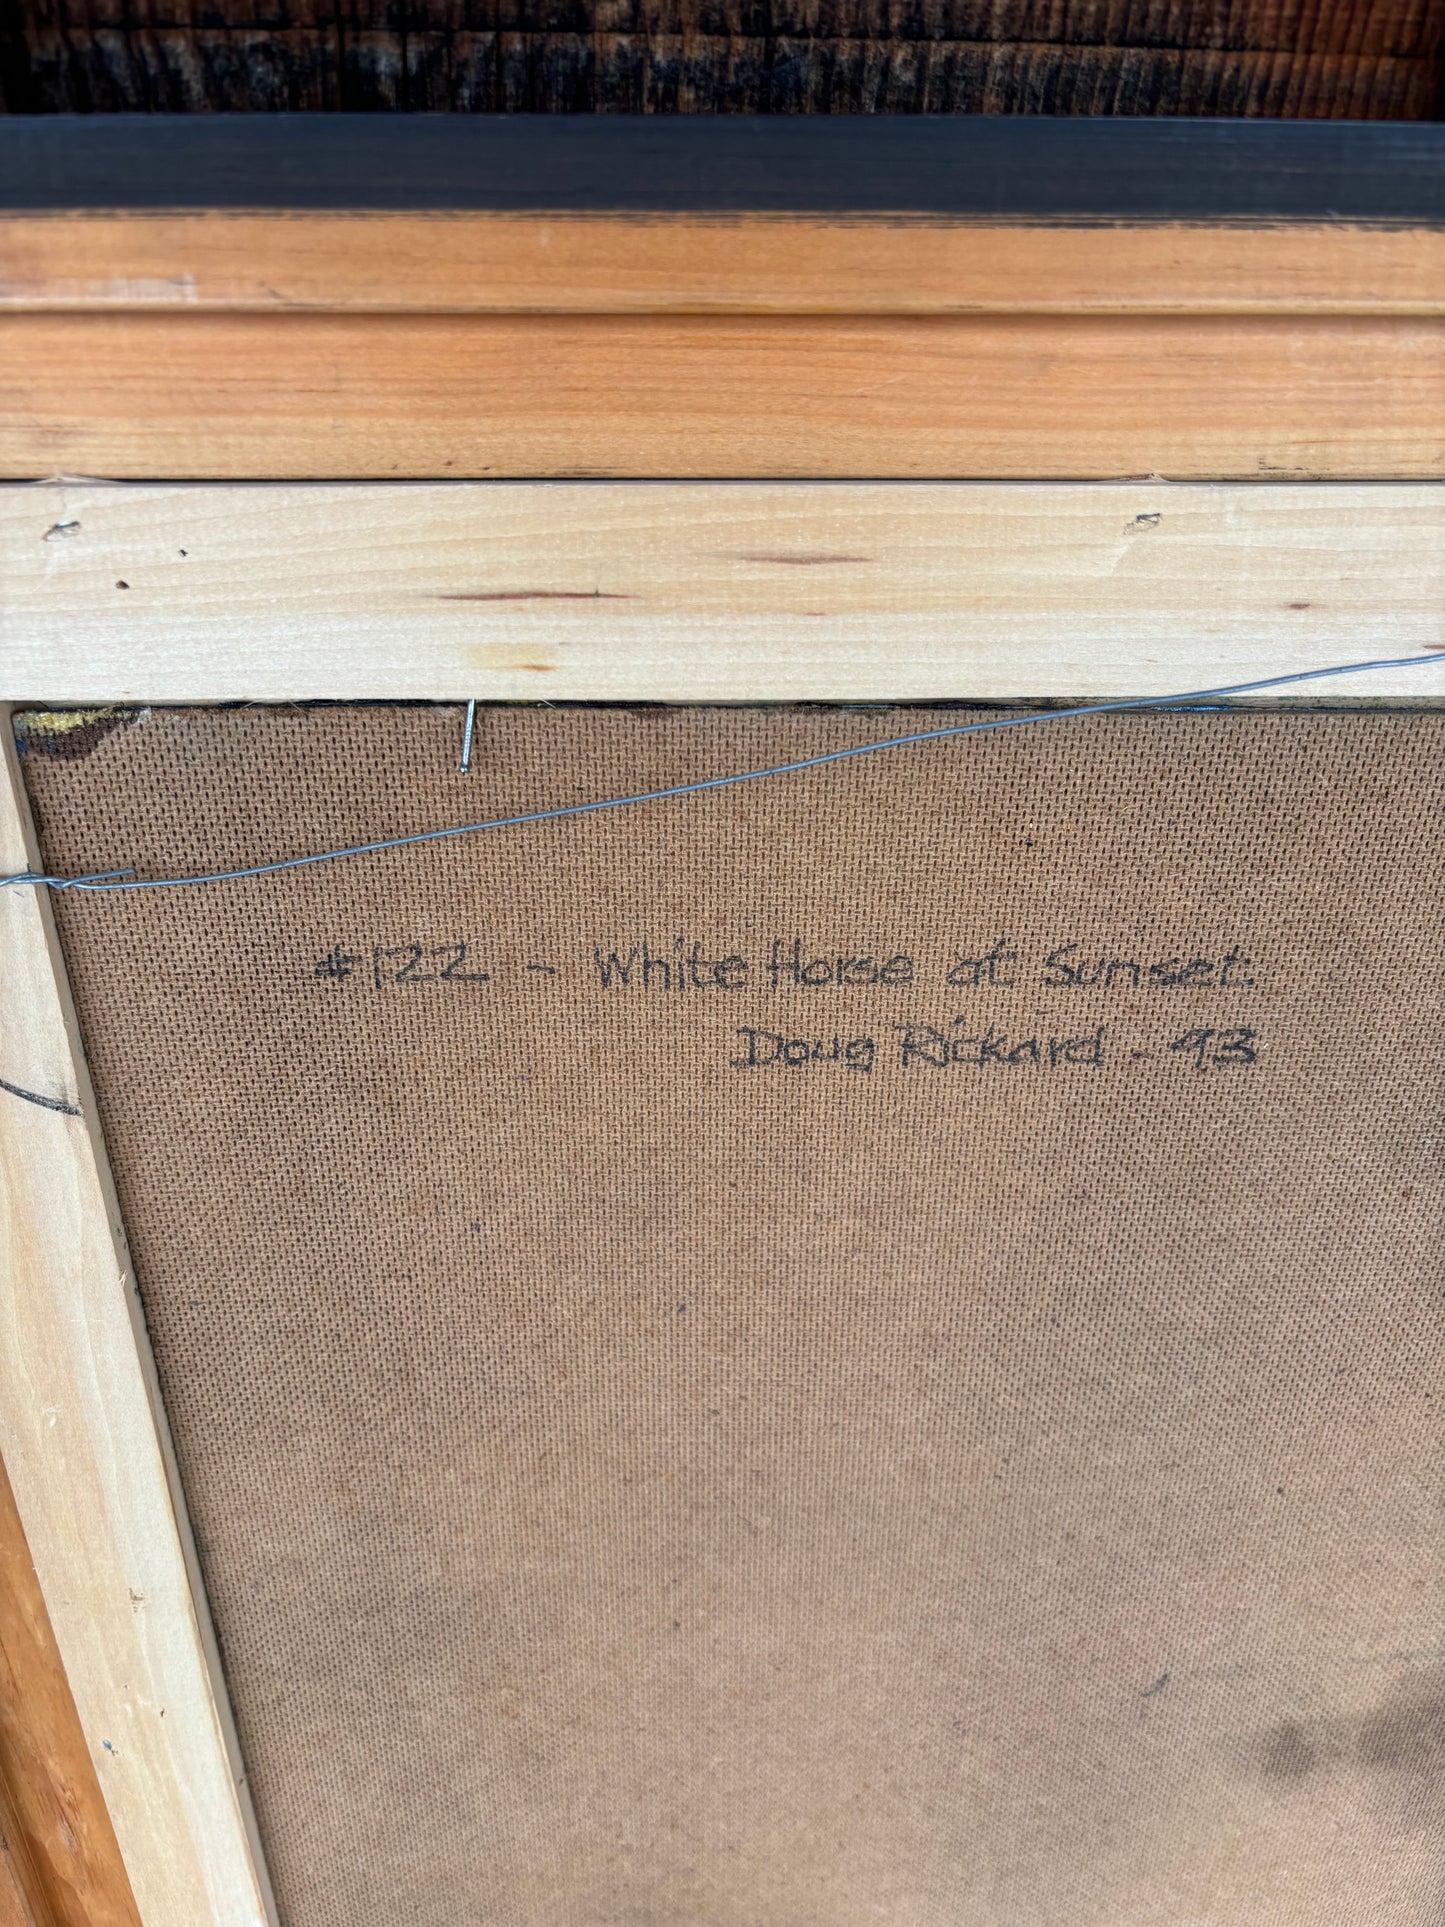 #122 - White Horse at Sunset.
Doug Rickard - 93